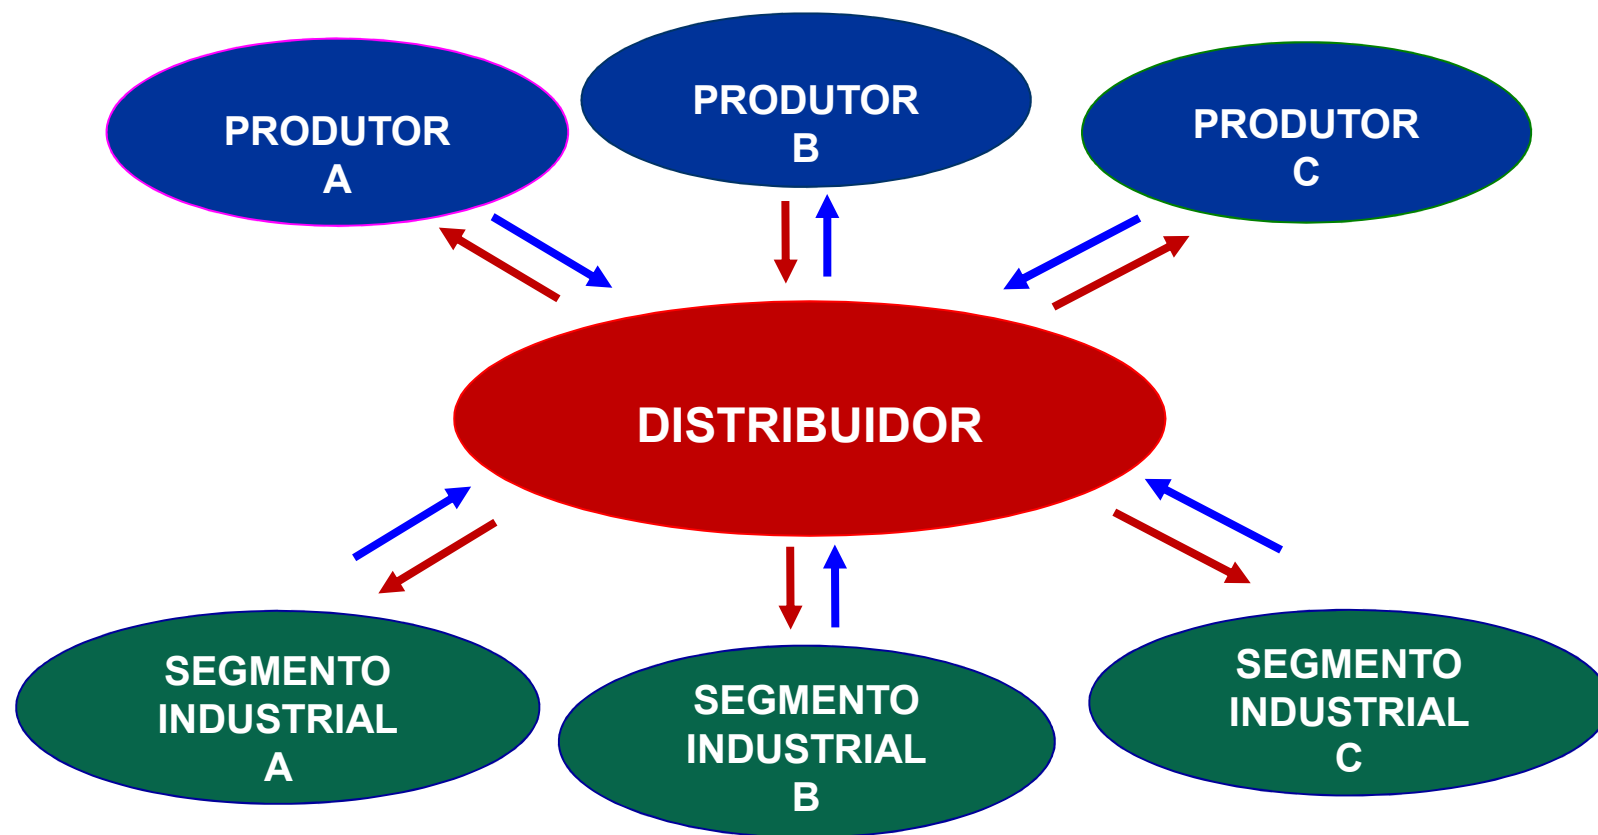 PRODUTOR
A
PRODUTOR
B
PRODUTOR
C
DISTRIBUIDOR
SEGMENTO
INDUSTRIAL
A
SEGMENTO
INDUSTRIAL
B
SEGMENTO
INDUSTRIAL
C